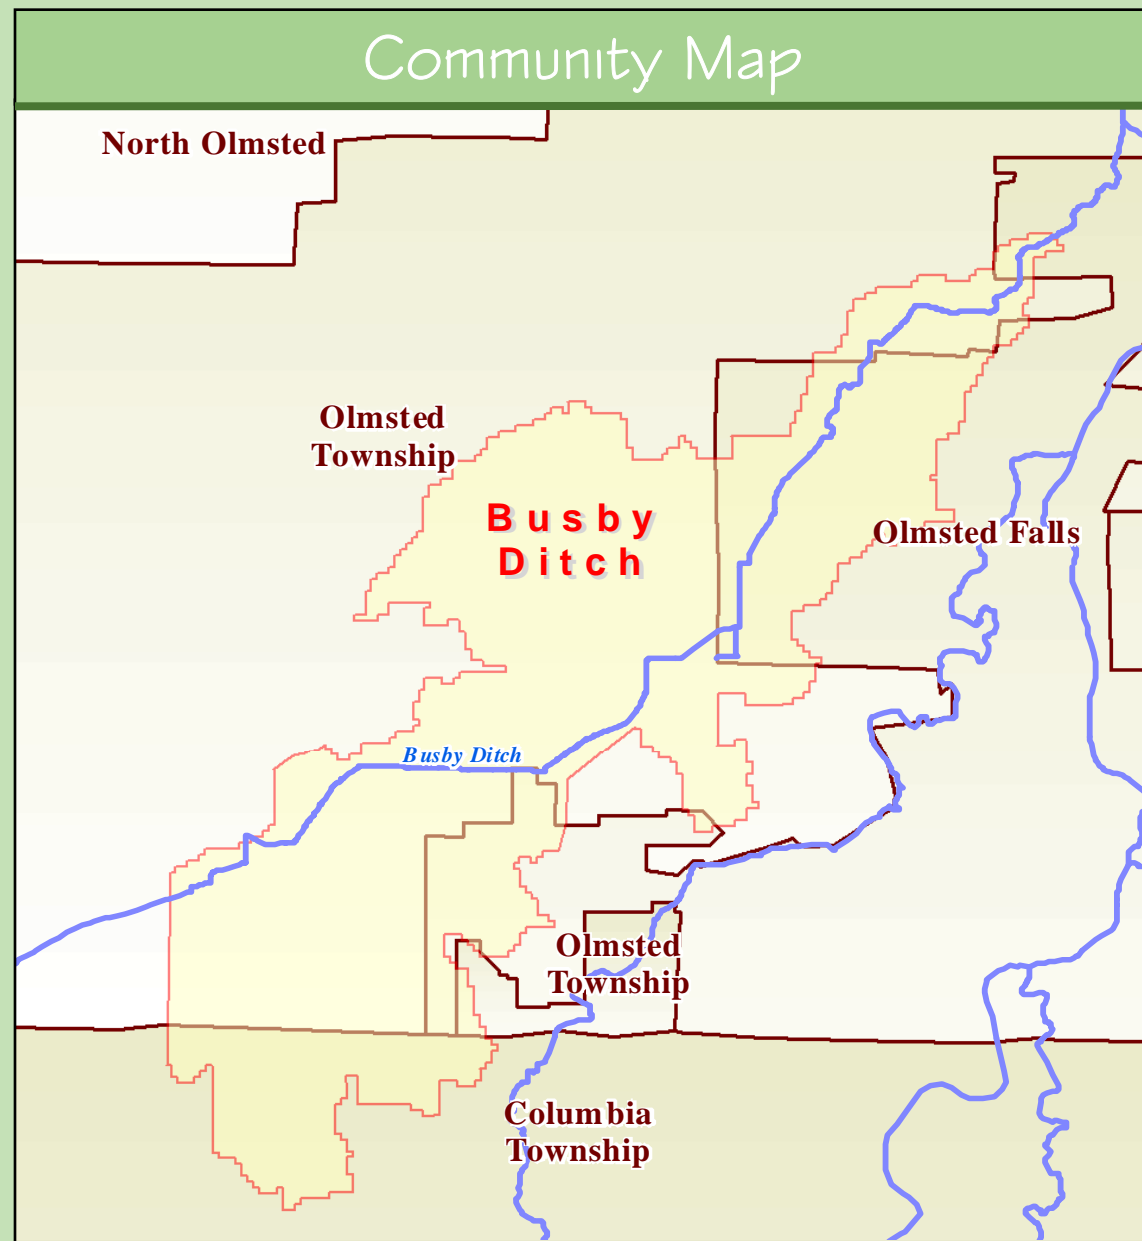 Community Map
North Olmsted
Olmsted
Township
Busby
Ditch
Olmsted Falls
Busby Ditch
Olmsted
Township
Columbia
Township